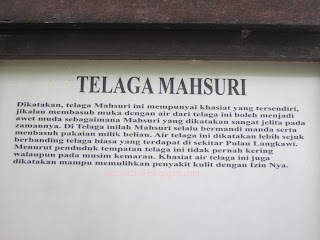 TELAGA MAHSURI
Dikatakan, telaga Mahsuri ini mempunyai khasiat yang tersendiri,
jikalau membasuh muka dengan air dari telaga ini boleh menjadi
awet muda sebagaimana Mahsuri yang dikatakan sangat jelita pada
zamannya. Di Telaga inilah Mahsuri selalu bermandi manda serta
menbasuh pakaian milik beliau. Air telaga ini dikatakan lebih sejuk
berbanding telaga biasa yang terdapat di sekitar Pulau Langkawi.
Menurut penduduk tempatan telaga ini tidak pernah kering
walaupun pada musim kemarau. Khasiat air telaga ini juga
dikatakan mampu memulihkan penyakit kulit dengan Izin Nya.